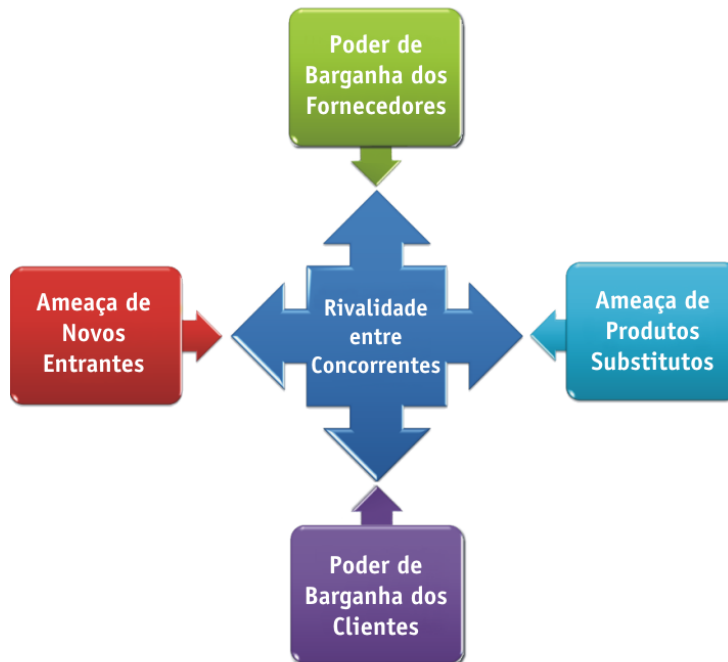 Poder de
Barganha dos
Fornecedores
Ameaça de
Novos
Entrantes
Rivalidade
entre
Concorrentes
Ameaça de
Produtos
Substitutos
Poder de
Barganha dos
Clientes